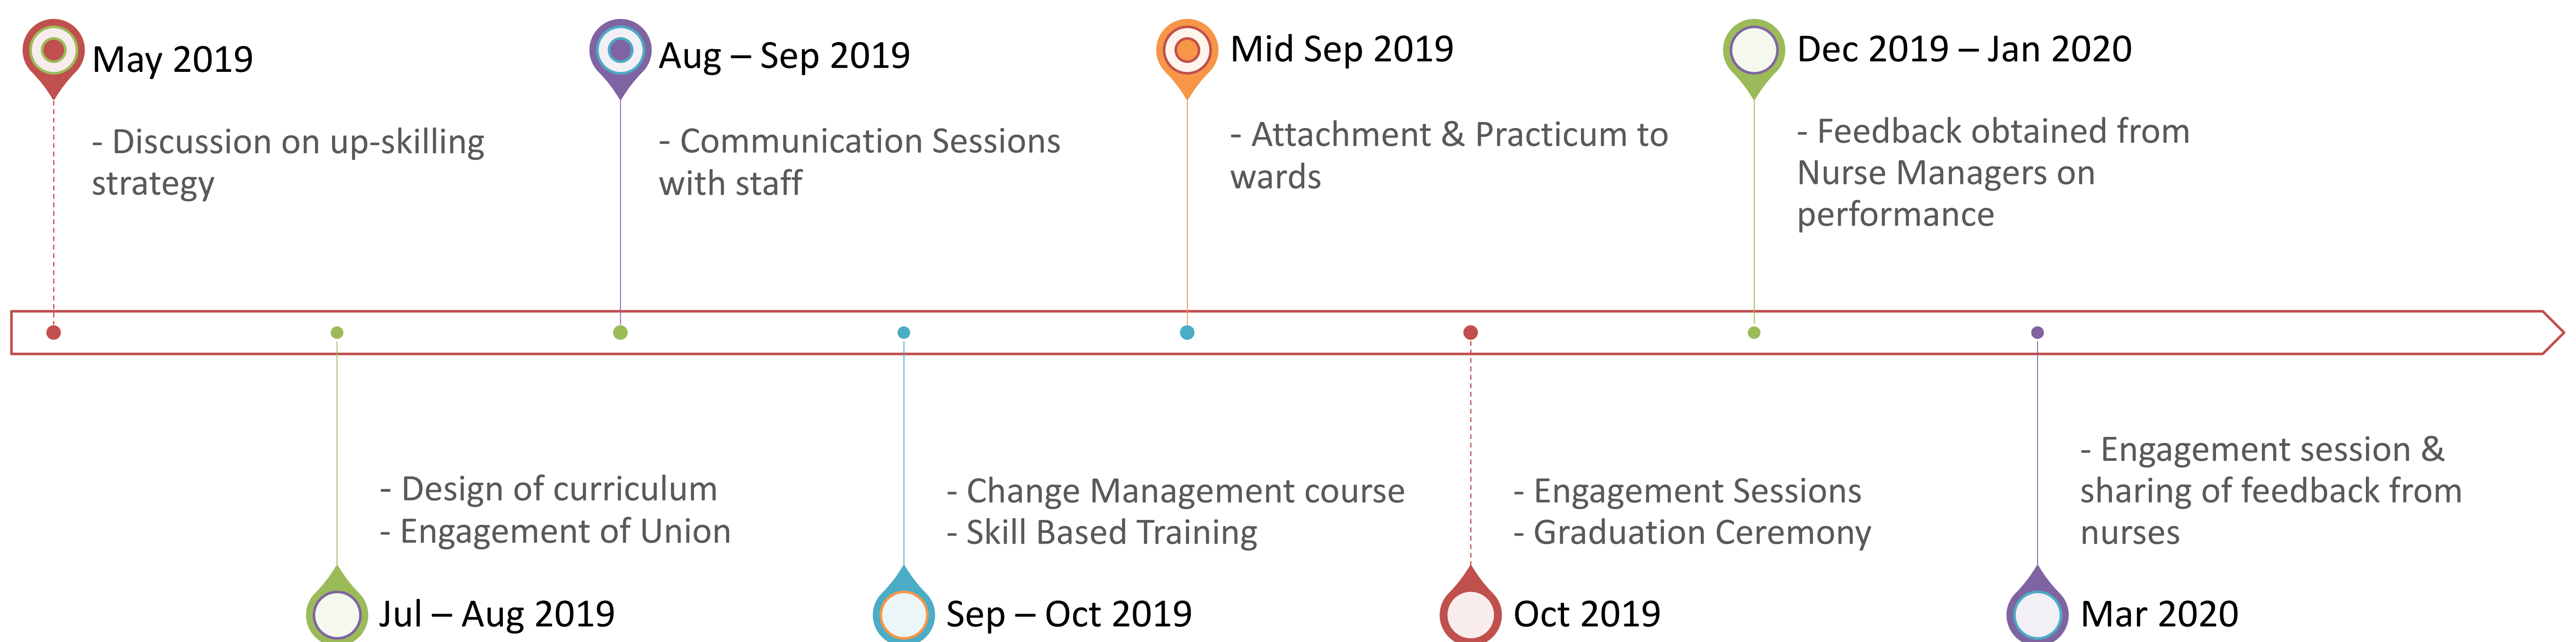 May 2019
- Discussion on up-skilling
strategy
Jul – Aug 2019
- Design of curriculum
- Engagement of Union
Aug – Sep 2019
- Communication Sessions
with staff
Sep – Oct 2019
- Change Management course
- Skill Based Training
Mid Sep 2019
- Attachment & Practicum to
wards
Oct 2019
- Engagement Sessions
- Graduation Ceremony
Dec 2019 – Jan 2020
- Feedback obtained from
Nurse Managers on
performance
Mar 2020
- Engagement session &
sharing of feedback from
nurses